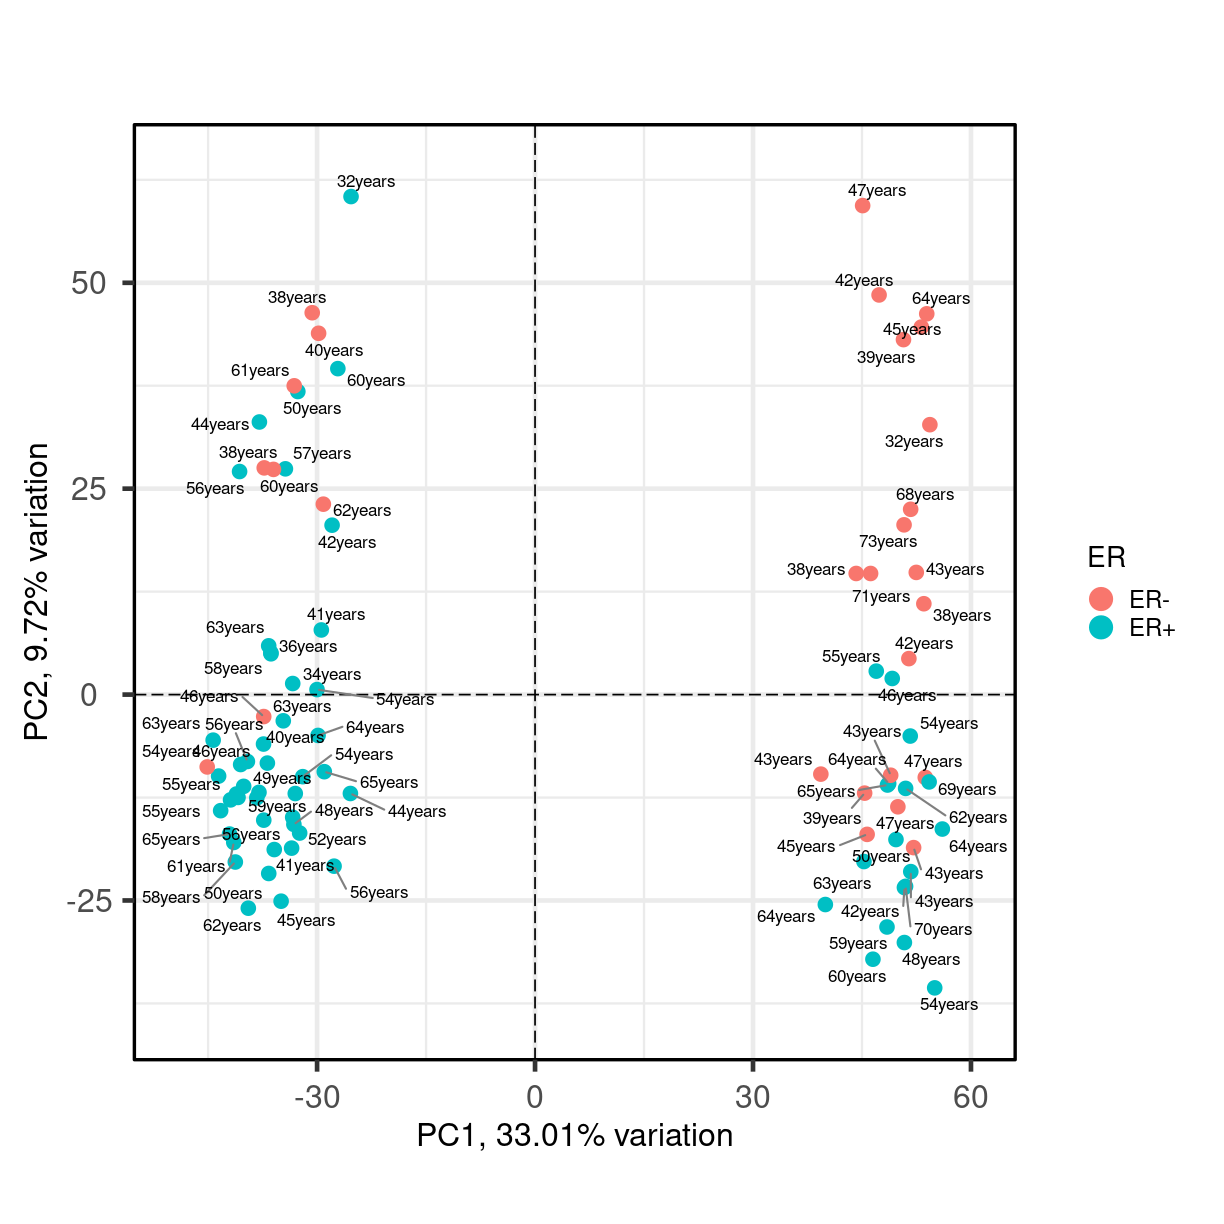 32years
47years
42years
38years
64years
45years
40years
39years
61years
60years
50years
44years
32years
38years
57years
56years
60years
68years
62years
42years
73years
38years
43years
71years
41years
38years
63years
36years
42years
58years
55years
34years
46years
54years
46years
63years
63years
56years
64years
54years
43years
40years
54years
46years
54years
43years
64years
47years
49years
65years
55years
65years
69years
55years
59years
48years
44years
39years
62years
47years
65years
56years
52years
45years
64years
61years
41years
50years
43years
58years
50years
56years
63years
43years
62years
45years
64years
42years
70years
59years
48years
60years
54years
50
25
0
-25
-30
0
30
60
PC1, 33.01% variation
PC2, 9.72% variation
ER
ER-
ER+